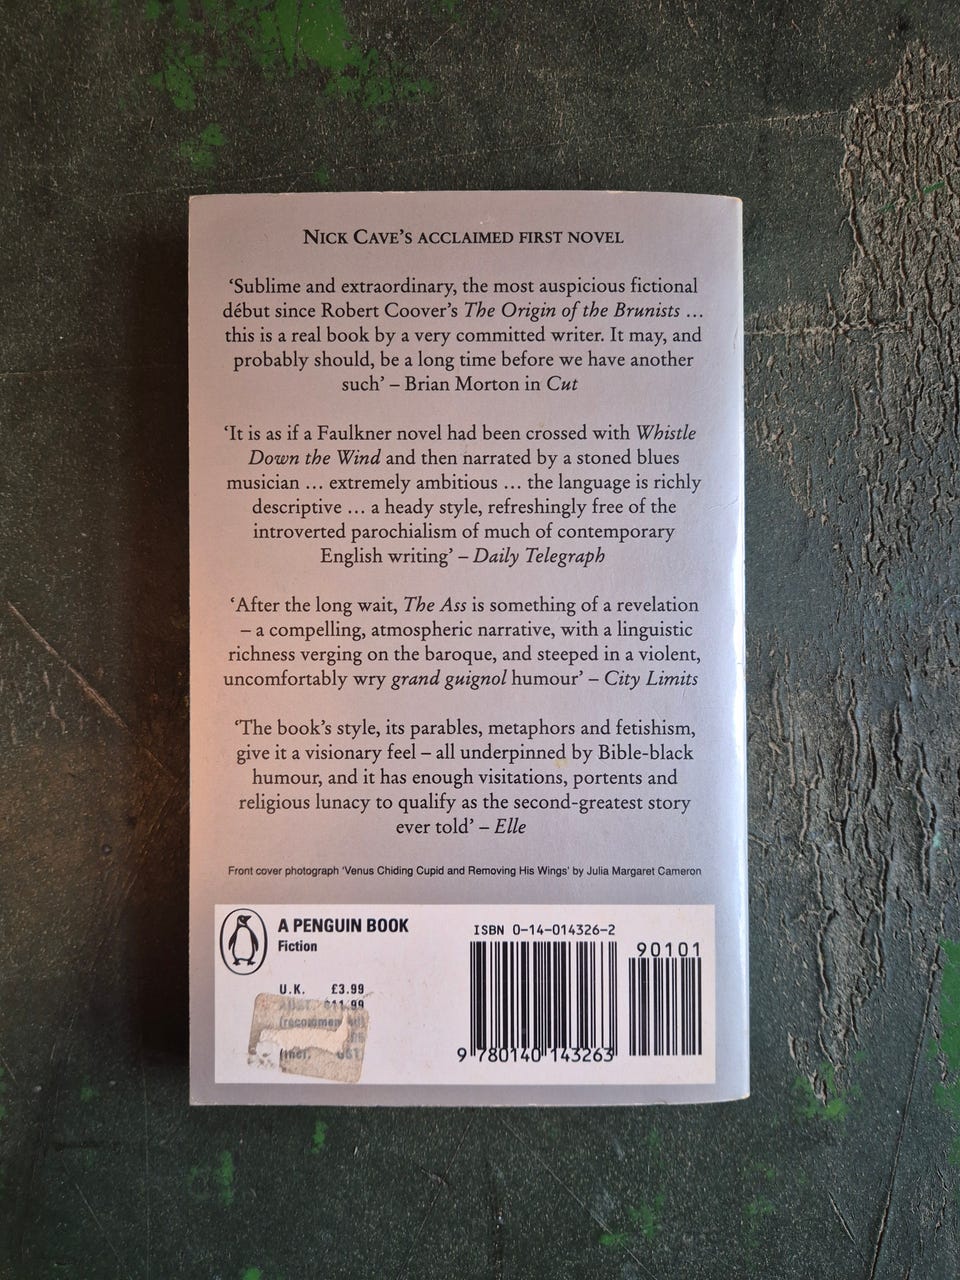 NICK CAVE'S ACCLAIMED FIRST NOVEL
‘Sublime and extraordinary, the most auspicious fictional
début since Robert Coover’s The Origin of the Brunists ...
this is a real book by a very committed writer. It may, and
probably should, be a long time before we have another
such’ – Brian Morton in Cut
‘It is as if a Faulkner novel had been crossed with Whistle
Down the Wind and then narrated by a stoned blues
musician ... extremely ambitious ... the language is richly
descriptive ... a heady style, refreshingly free of the
introverted parochialism of much of contemporary
English writing’ – Daily Telegraph
‘After the long wait, The Ass is something of a revelation
– a compelling, atmospheric narrative, with a linguistic
richness verging on the baroque, and steeped in a violent,
uncomfortably wry grand guignol humour’ – City Limits
‘The book’s style, its parables, metaphors and fetishism,
give it a visionary feel – all underpinned by Bible-black
humour, and it has enough visitations, portents and
religious lunacy to qualify as the second-greatest story
ever told’ – Elle
Front cover photograph ‘Venus Chiding Cupid and Removing His Wings’ by Julia Margaret Cameron
A PENGUIN BOOK
Fiction
U.K. £3.99
$11.99
ISBN 0-14-014326-2
90101
9 780140 143263